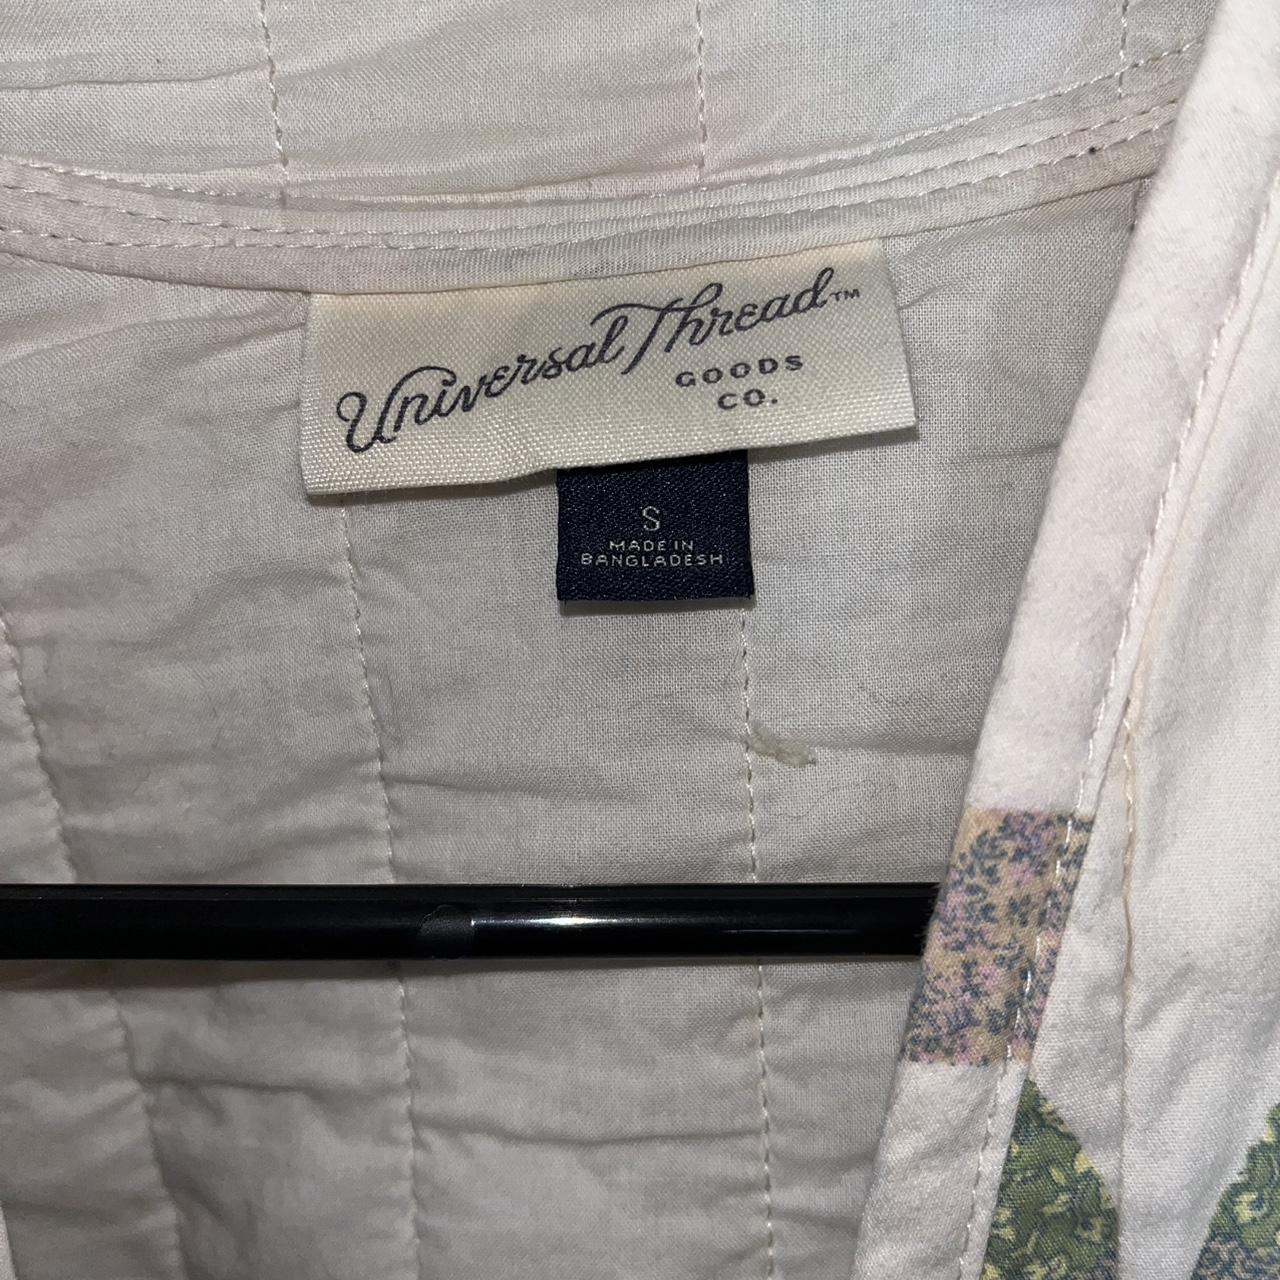 Universal Thread™
GOODS
CO.
S
MADE IN
BANGLADESH